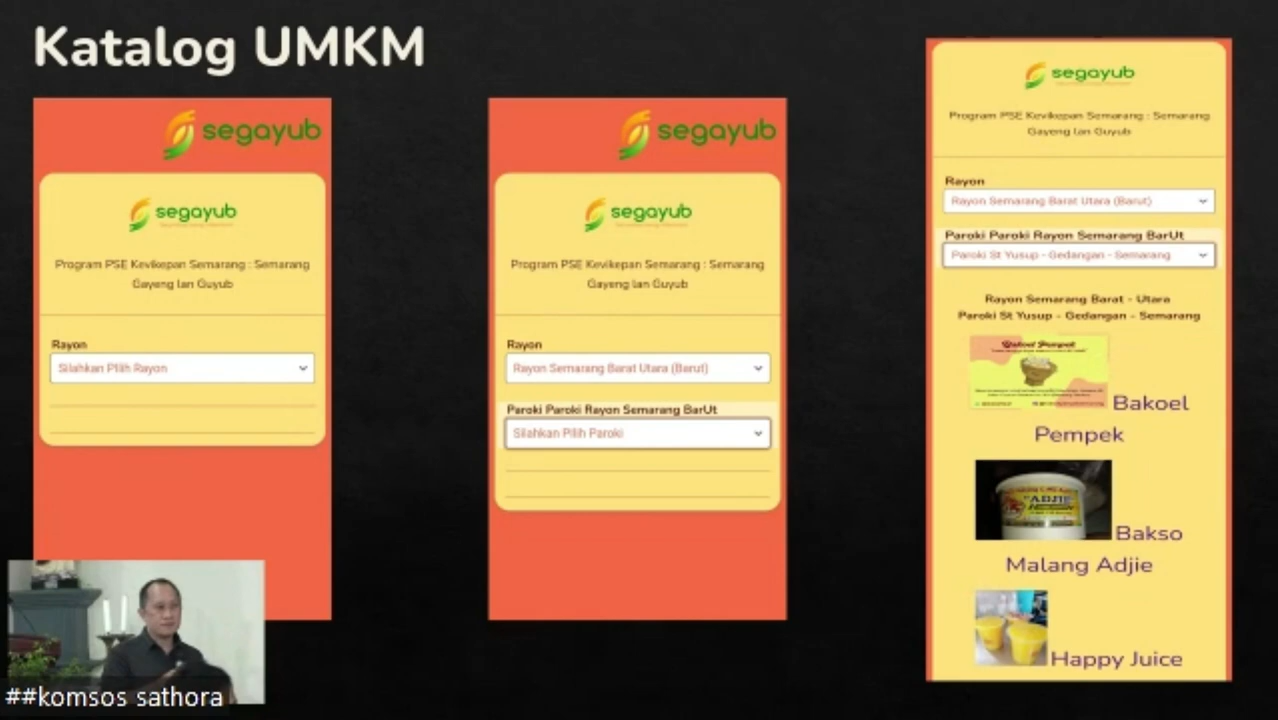 Katalog UMKM
segayub
segayub
Program PSE Kevikepan Semarang : Semarang
Gayeng lan Guyub
Rayon
Silahkan Pilih Rayon
segayub
segayub
Program PSE Kevikepan Semarang : Semarang
Gayeng lan Guyub
Rayon
Rayon Semarang Barat Utara (Barut)
Paroki Paroki Rayon Semarang BarUt
Silahkan Pilih Paroki
segayub
Program PSE Kevikepan Semarang : Semarang
Gayeng lan Guyub
Rayon
Rayon Semarang Barat Utara (Barut)
Paroki Paroki Rayon Semarang BarUt
Paroki St Yusup - Gedangan - Semarang
Rayon Semarang Barat - Utara
Paroki St Yusup - Gedangan - Semarang
Bakoel Pempek
Bakoel
Pempek
ADJIE
Bakso
Malang Adjie
Happy Juice
##komsos sathora